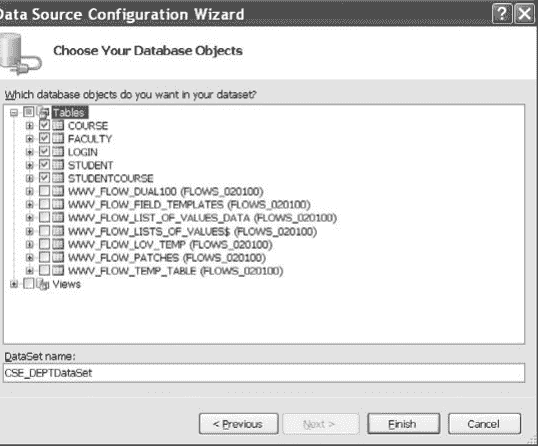 Data Source Configuration Wizard
Choose Your Database Objects
Which database objects do you want in your dataset?
Tables
COURSE
FACULTY
LOGIN
STUDENT
STUDENTCOURSE
WWV_FLOW_DUAL100 (FLOWS_020100)
WWV_FLOW_FIELD_TEMPLATES (FLOWS_020100)
WWV_FLOW_LIST_OF_VALUES_DATA (FLOWS_020100)
WWV_FLOW_LISTS_OF_VALUES$ (FLOWS_020100)
WWV_FLOW_LOV_TEMP (FLOWS_020100)
WWV_FLOW_PATCHES (FLOWS_020100)
WWV_FLOW_TEMP_TABLE (FLOWS_020100)
Views
DataSet name:
CSE_DEPTDataSet
< Previous Next > Finish Cancel